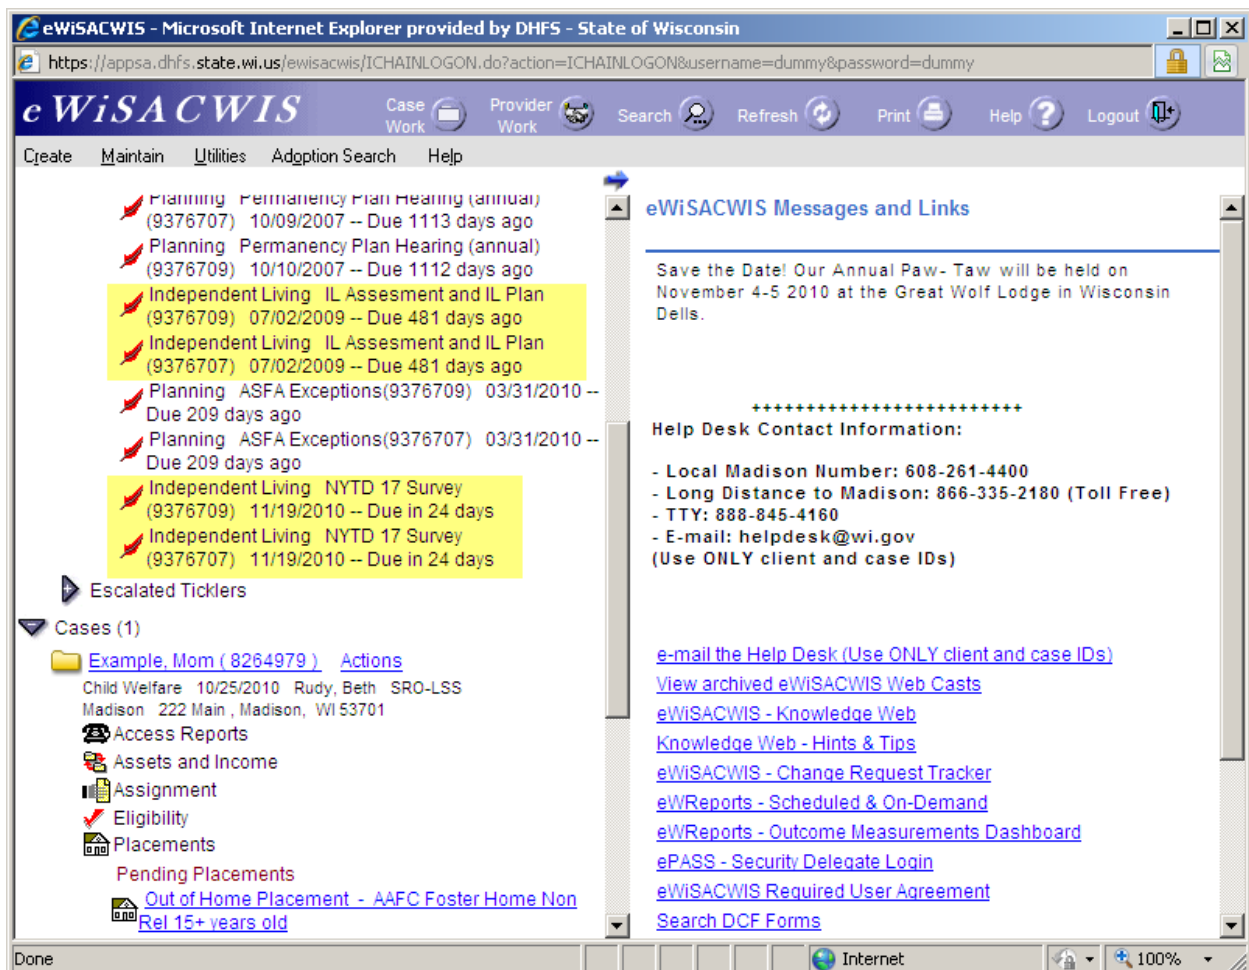 eWiSACWIS - Microsoft Internet Explorer provided by DHFS - State of Wisconsin
https://appsa.dhfs.state.wi.us/ewisacwis/ICHAINLOGON.do?action=ICHAINLOGON&username=dummy&password=dummy
eWiSACWIS Case Work Provider Work Search Refresh Print Help Logout
Create Maintain Utilities Adoption Search Help
Planning Permanency Plan Hearing (annual)
(9376707) 10/09/2007 -- Due 1113 days ago
Planning Permanency Plan Hearing (annual)
(9376709) 10/10/2007 -- Due 1112 days ago
Independent Living IL Assesment and IL Plan
(9376709) 07/02/2009 -- Due 481 days ago
Independent Living IL Assesment and IL Plan
(9376707) 07/02/2009 -- Due 481 days ago
Planning ASFA Exceptions(9376709) 03/31/2010 --
Due 209 days ago
Planning ASFA Exceptions(9376707) 03/31/2010 --
Due 209 days ago
Independent Living NYTD 17 Survey
(9376709) 11/19/2010 -- Due in 24 days
Independent Living NYTD 17 Survey
(9376707) 11/19/2010 -- Due in 24 days
Escalated Ticklers
Cases (1)
Example, Mom ( 8264979 ) Actions
Child Welfare 10/25/2010 Rudy, Beth SRO-LSS
Madison 222 Main , Madison, WI 53701
Access Reports
Assets and Income
Assignment
Eligibility
Placements
Pending Placements
Out of Home Placement - AAFC Foster Home Non
Rel 15+ years old
eWiSACWIS Messages and Links
Save the Date! Our Annual Paw- Taw will be held on
November 4-5 2010 at the Great Wolf Lodge in Wisconsin
Dells.
+++++++++++++++++++++++++
Help Desk Contact Information:
- Local Madison Number: 608-261-4400
- Long Distance to Madison: 866-335-2180 (Toll Free)
- TTY: 888-845-4160
- E-mail: helpdesk@wi.gov
(Use ONLY client and case IDs)
e-mail the Help Desk (Use ONLY client and case IDs)
View archived eWiSACWIS Web Casts
eWiSACWIS - Knowledge Web
Knowledge Web - Hints & Tips
eWiSACWIS - Change Request Tracker
eWReports - Scheduled & On-Demand
eWReports - Outcome Measurements Dashboard
ePASS - Security Delegate Login
eWiSACWIS Required User Agreement
Search DCF Forms
Done Internet 100%